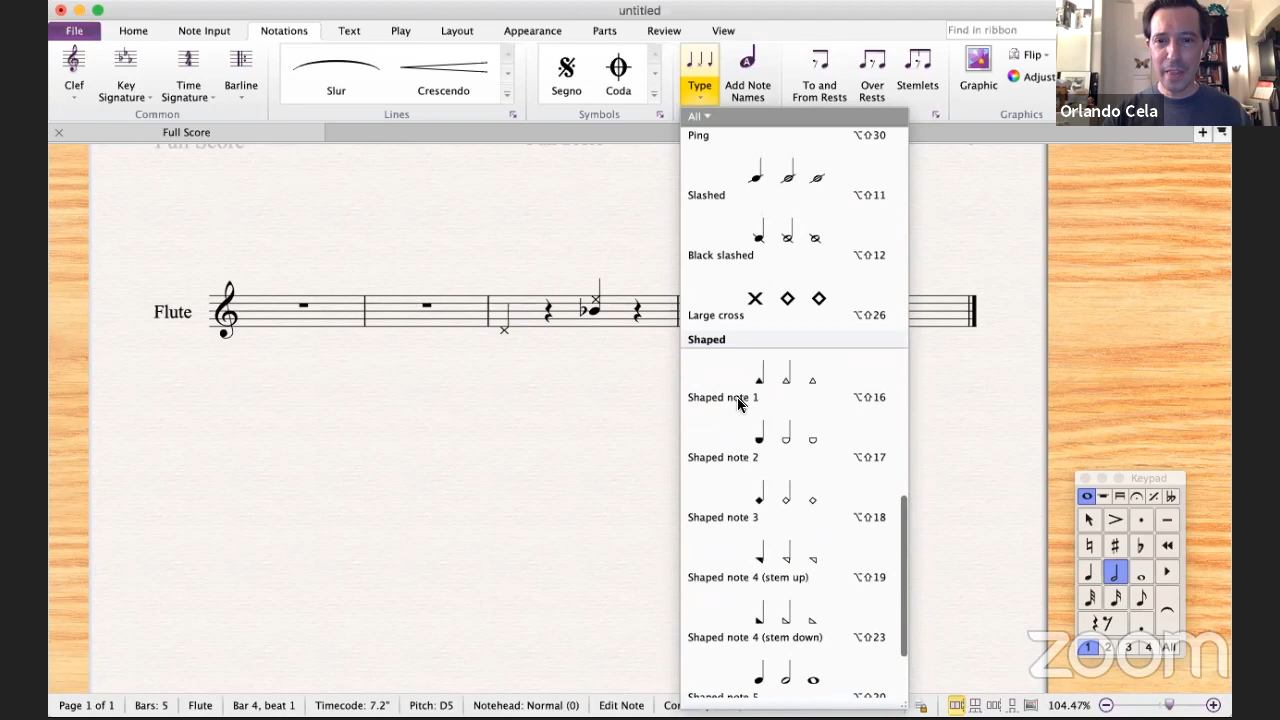 untitled
File Home Note Input Notations Text Play Layout Appearance Parts Review View Find in ribbon
Clef Key Signature Time Signature Barline
Slur Crescendo
Segno Coda
Type Add Note Names To and From Rests Over Rests Stemlets
Graphic Flip Adjust
Common Lines Symbols Graphics
Orlando Cela
Full Score
All
Full Score
Ping ⌥⇧30
Slashed ⌥⇧11
Black slashed ⌥⇧12
Large cross ⌥⇧26
Flute
Shaped
Shaped note 1 ⌥⇧16
Shaped note 2 ⌥⇧17
Shaped note 3 ⌥⇧18
Shaped note 4 (stem up) ⌥⇧19
Shaped note 4 (stem down) ⌥⇧23
Shaped note 5 ⌥⇧20
Keypad
1 2 3 4 All
zoom
Page 1 of 1 Bars: 5 Flute Bar 4, beat 1 Timecode: 7.2" Pitch: D5 Notehead: Normal (0) Edit Note 104.47%